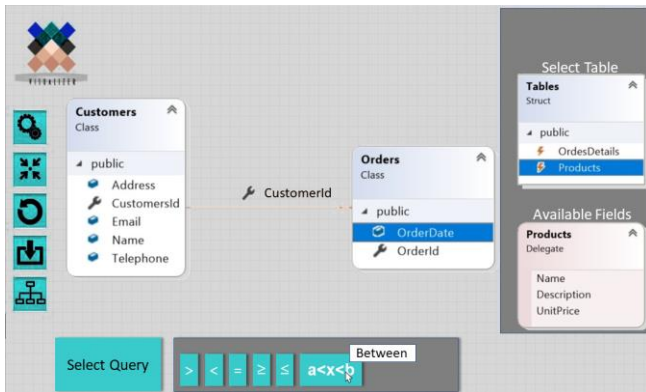 VISUALIZER
Customers
Class
public
Address
CustomersId
Email
Name
Telephone
CustomerId
Orders
Class
public
OrderDate
OrderId
Select Table
Tables
Struct
public
OrdesDetails
Products
Available Fields
Products
Delegate
Name
Description
UnitPrice
Select Query
> < = ≥ ≤ a<x<b
Between